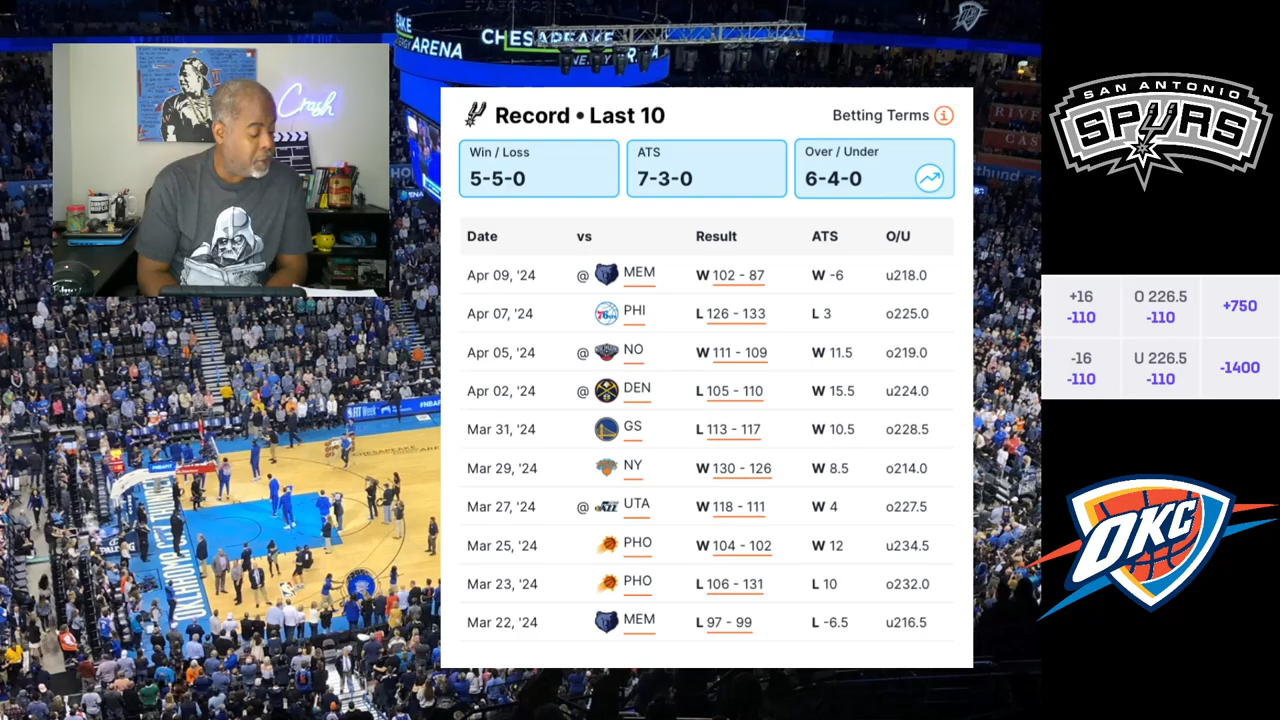 CHESAPEAKE
ARENA
Crash
Record • Last 10
Betting Terms
Win / Loss
5-5-0
ATS
7-3-0
Over / Under
6-4-0
Date vs Result ATS O/U
Apr 09, '24 @ MEM W 102 - 87 W -6 u218.0
Apr 07, '24 PHI L 126 - 133 L 3 o225.0
Apr 05, '24 @ NO W 111 - 109 W 11.5 o219.0
Apr 02, '24 @ DEN L 105 - 110 W 15.5 u224.0
Mar 31, '24 GS L 113 - 117 W 10.5 o228.5
Mar 29, '24 NY W 130 - 126 W 8.5 o214.0
Mar 27, '24 @ UTA W 118 - 111 W 4 o227.5
Mar 25, '24 PHO W 104 - 102 W 12 u234.5
Mar 23, '24 PHO L 106 - 131 L 10 o232.0
Mar 22, '24 MEM L 97 - 99 L -6.5 u216.5
SAN ANTONIO
SPURS
+16 O 226.5 +750
-110 -110
-16 U 226.5 -1400
-110 -110
OKC
OKLAHOMA CITY THUNDER